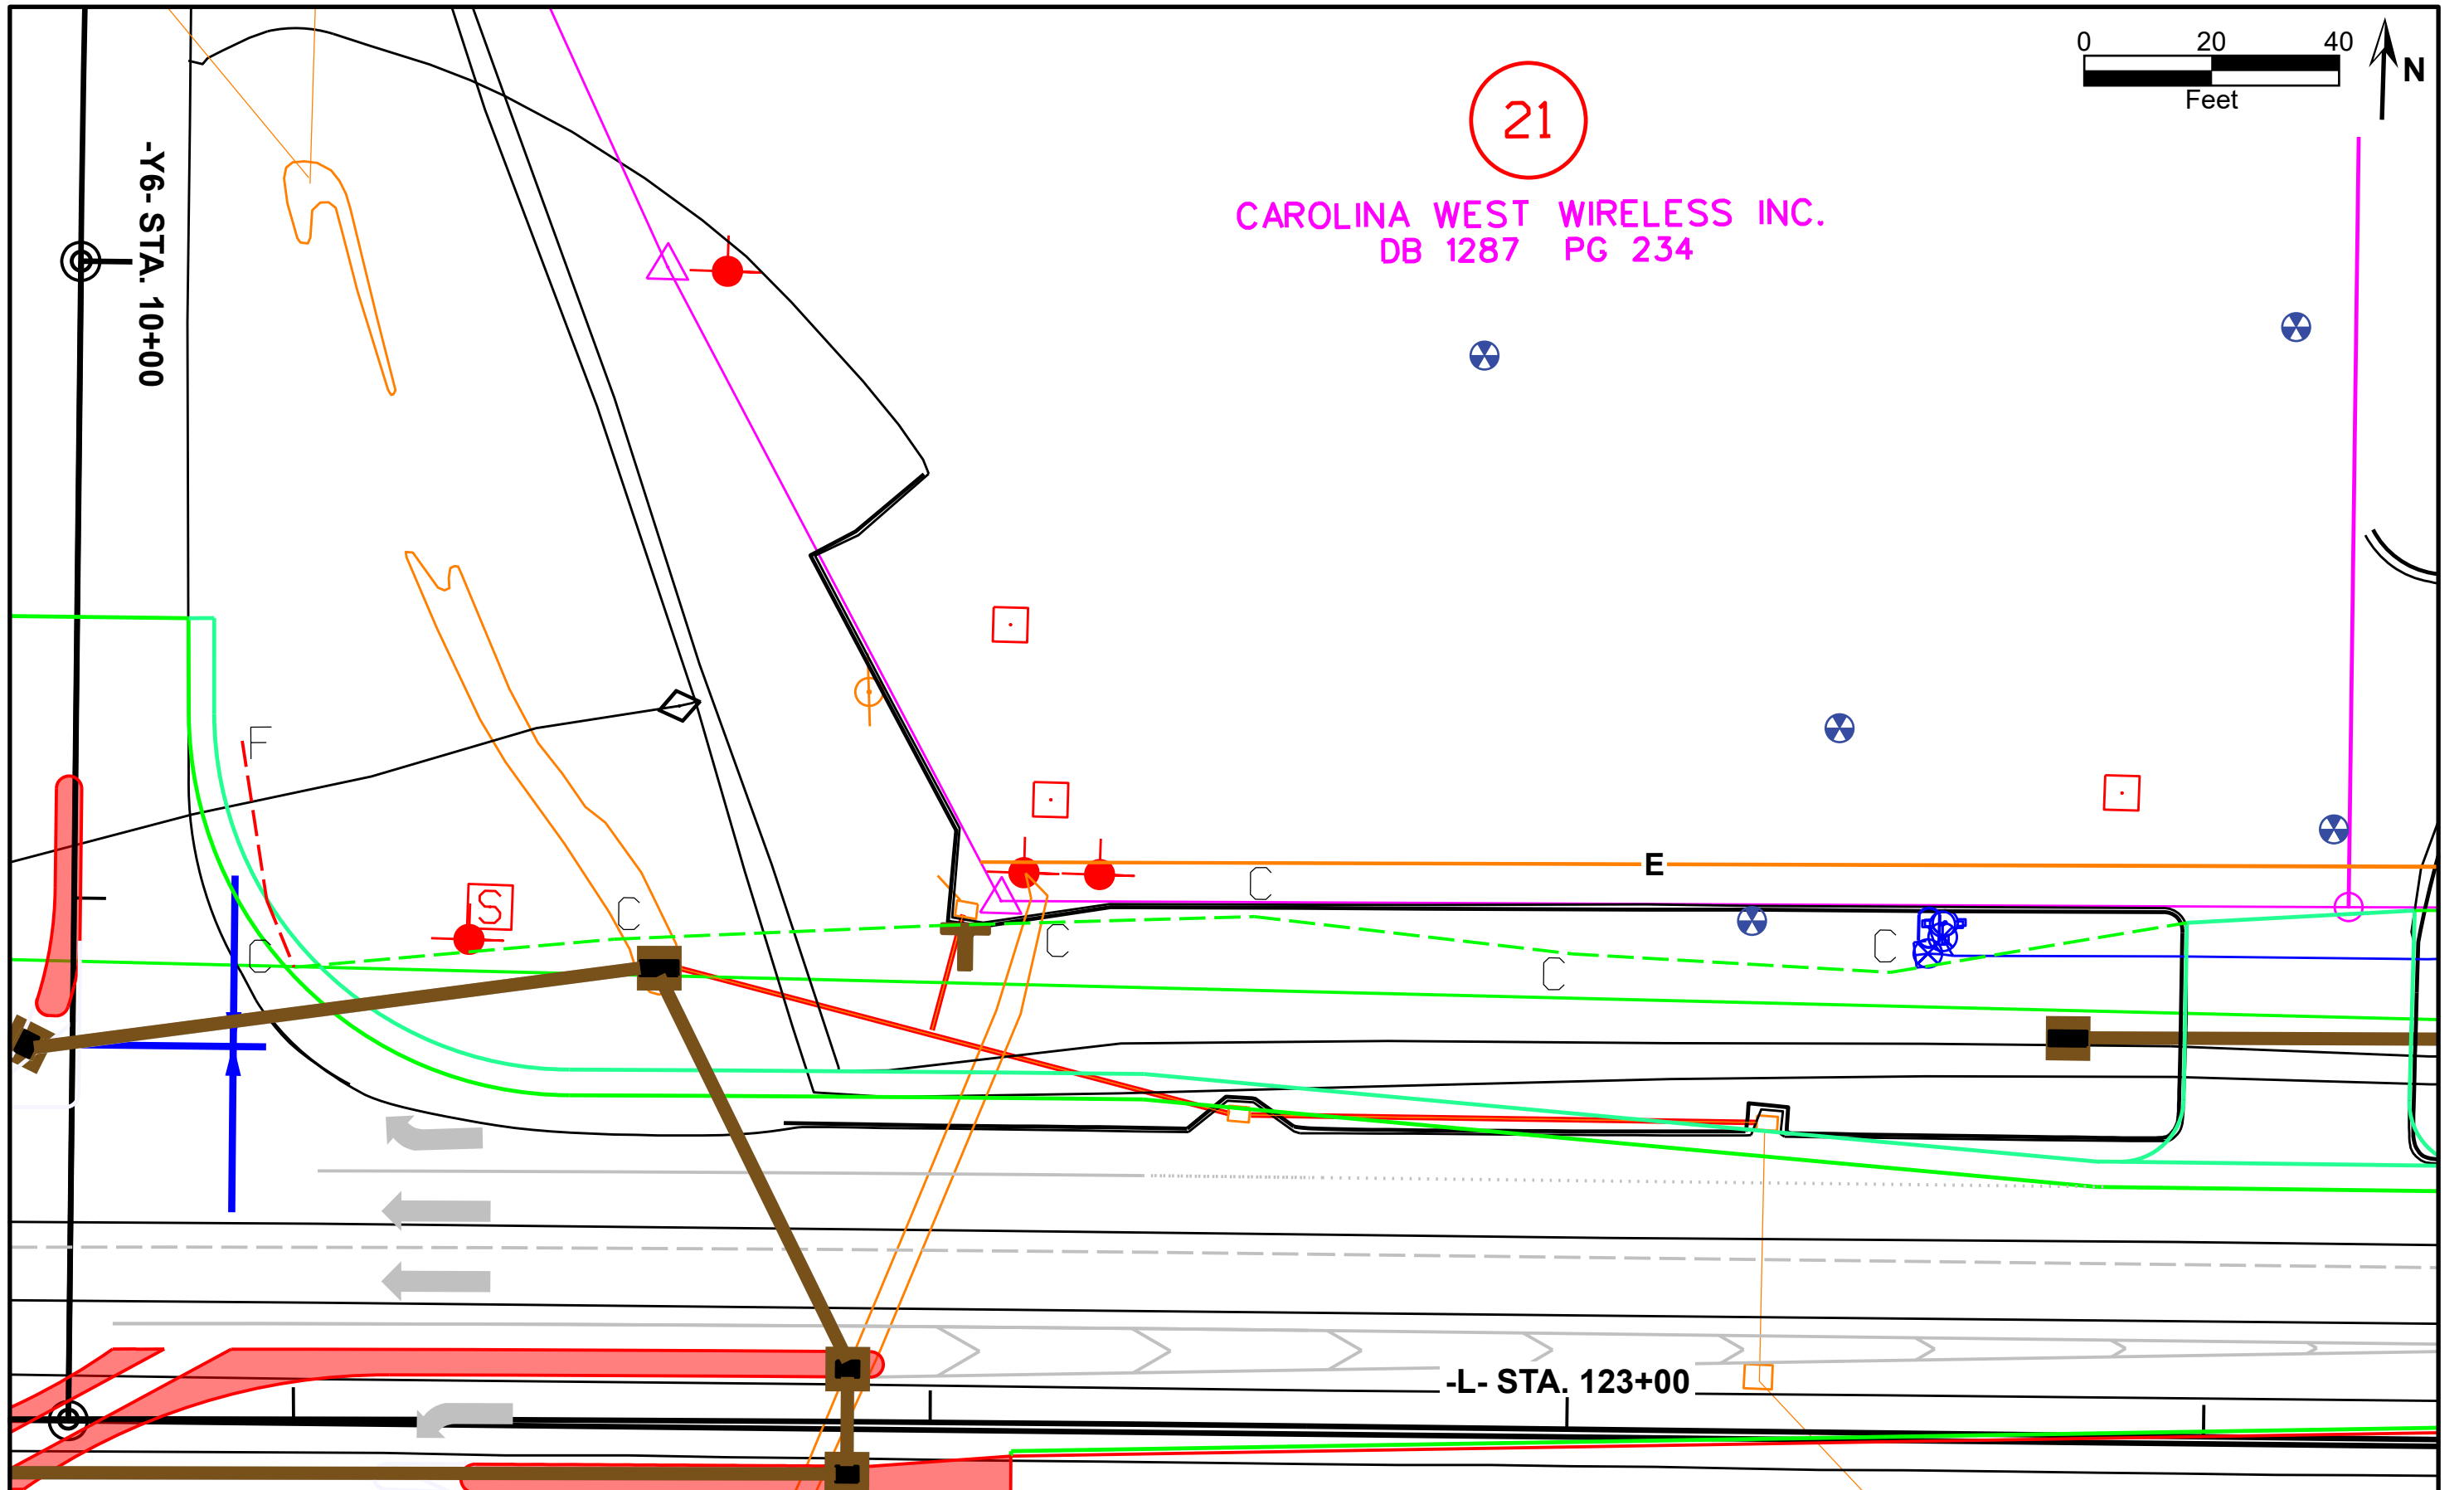 0 20 40
Feet
N
21
CAROLINA WEST WIRELESS INC.
DB 1287 PG 234
-Y6- STA. 10+00
F
E
S
C
C
C
C
C
C
-L- STA. 123+00